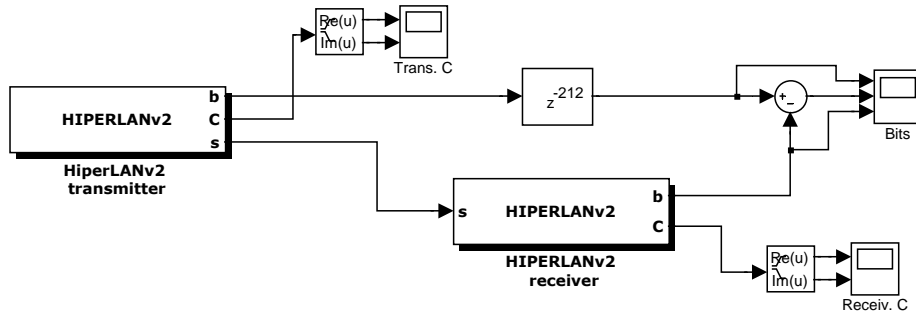 Re(u)
Im(u)
Trans. C
HIPERLANv2
b
C
s
HiperLANv2
transmitter
z-212
+
−
Bits
s
HIPERLANv2
b
C
HIPERLANv2
receiver
Re(u)
Im(u)
Receiv. C